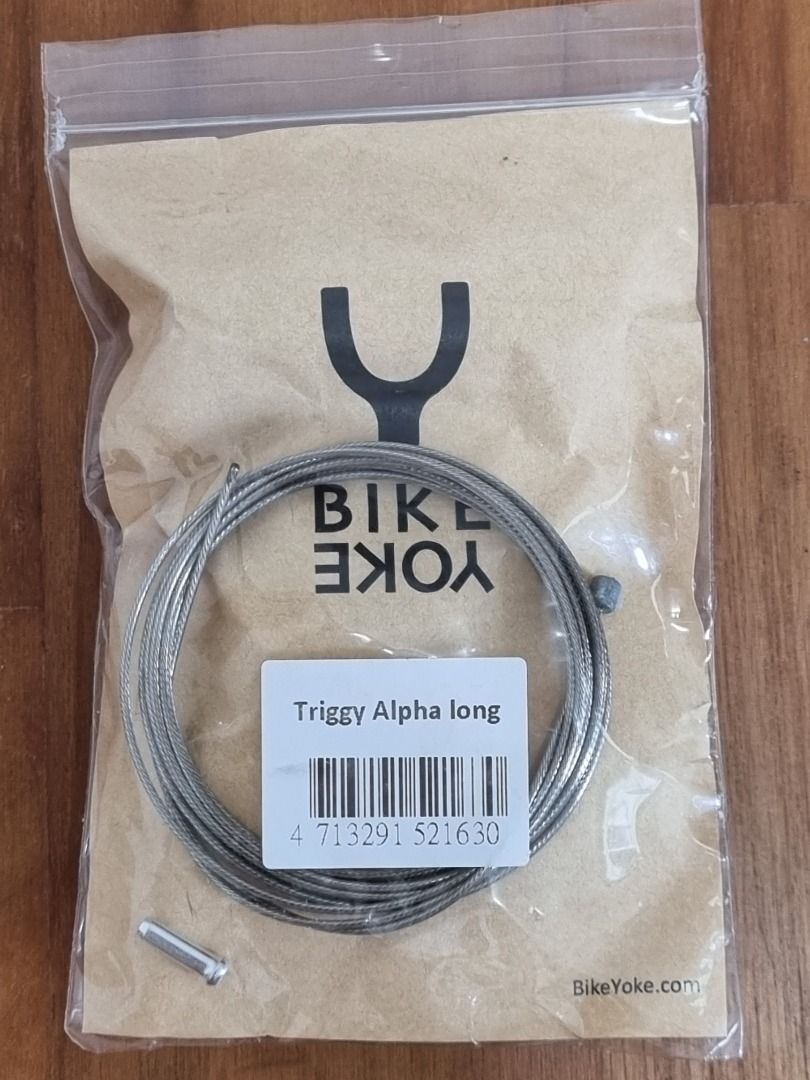 BIKE
YOKE
Triggy Alpha long
4 713291 521630
BikeYoke.com